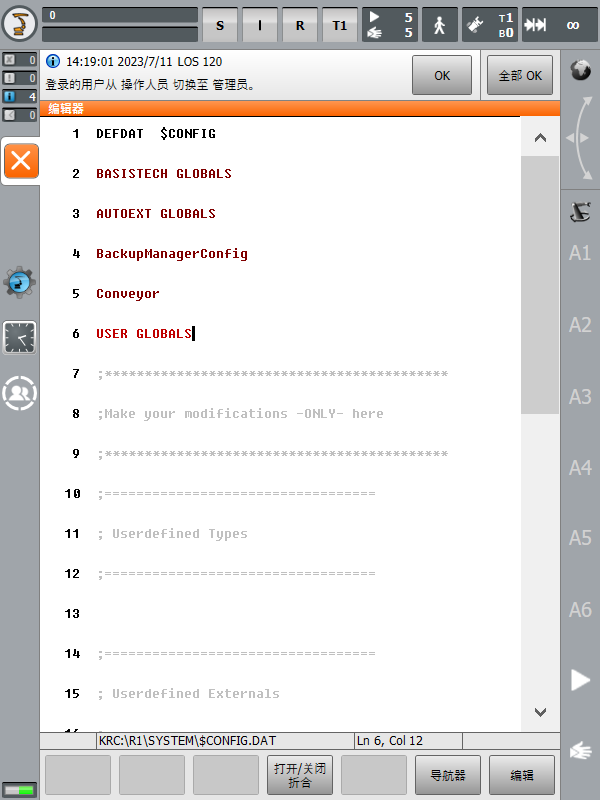 0
S I R T1
5
5
T1
B0
∞
0
0
4
0
14:19:01 2023/7/11 LOS 120
登录的用户从 操作人员 切换至 管理员。
OK
全部 OK
编辑器
1 DEFDAT $CONFIG
2 BASISTECH GLOBALS
3 AUTOEXT GLOBALS
4 BackupManagerConfig
5 Conveyor
6 USER GLOBALS
7 ;*******************************************
8 ;Make your modifications -ONLY- here
9 ;*******************************************
10 ;==================================
11 ; Userdefined Types
12 ;==================================
13
14 ;==================================
15 ; Userdefined Externals
A1
A2
A3
A4
A5
A6
KRC:\R1\SYSTEM\$CONFIG.DAT
Ln 6, Col 12
打开/关闭
折合
导航器
编辑